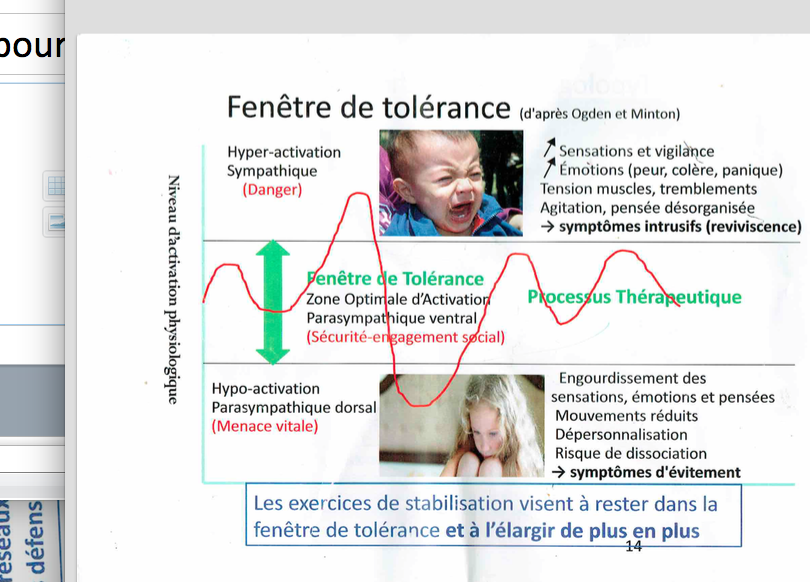 pour
Fenêtre de tolérance (d'après Ogden et Minton)
Hyper-activation
Sympathique
(Danger)
↗ Sensations et vigilance
↗ Émotions (peur, colère, panique)
Tension muscles, tremblements
Agitation, pensée désorganisée
→ symptômes intrusifs (reviviscence)
Niveau d'activation physiologique
Fenêtre de Tolérance
Zone Optimale d'Activation
Parasympathique ventral
(Sécurité-engagement social)
Processus Thérapeutique
Hypo-activation
Parasympathique dorsal
(Menace vitale)
Engourdissement des
sensations, émotions et pensées
Mouvements réduits
Dépersonnalisation
Risque de dissociation
→ symptômes d'évitement
Les exercices de stabilisation visent à rester dans la
fenêtre de tolérance et à l'élargir de plus en plus
14
réseaux
défens